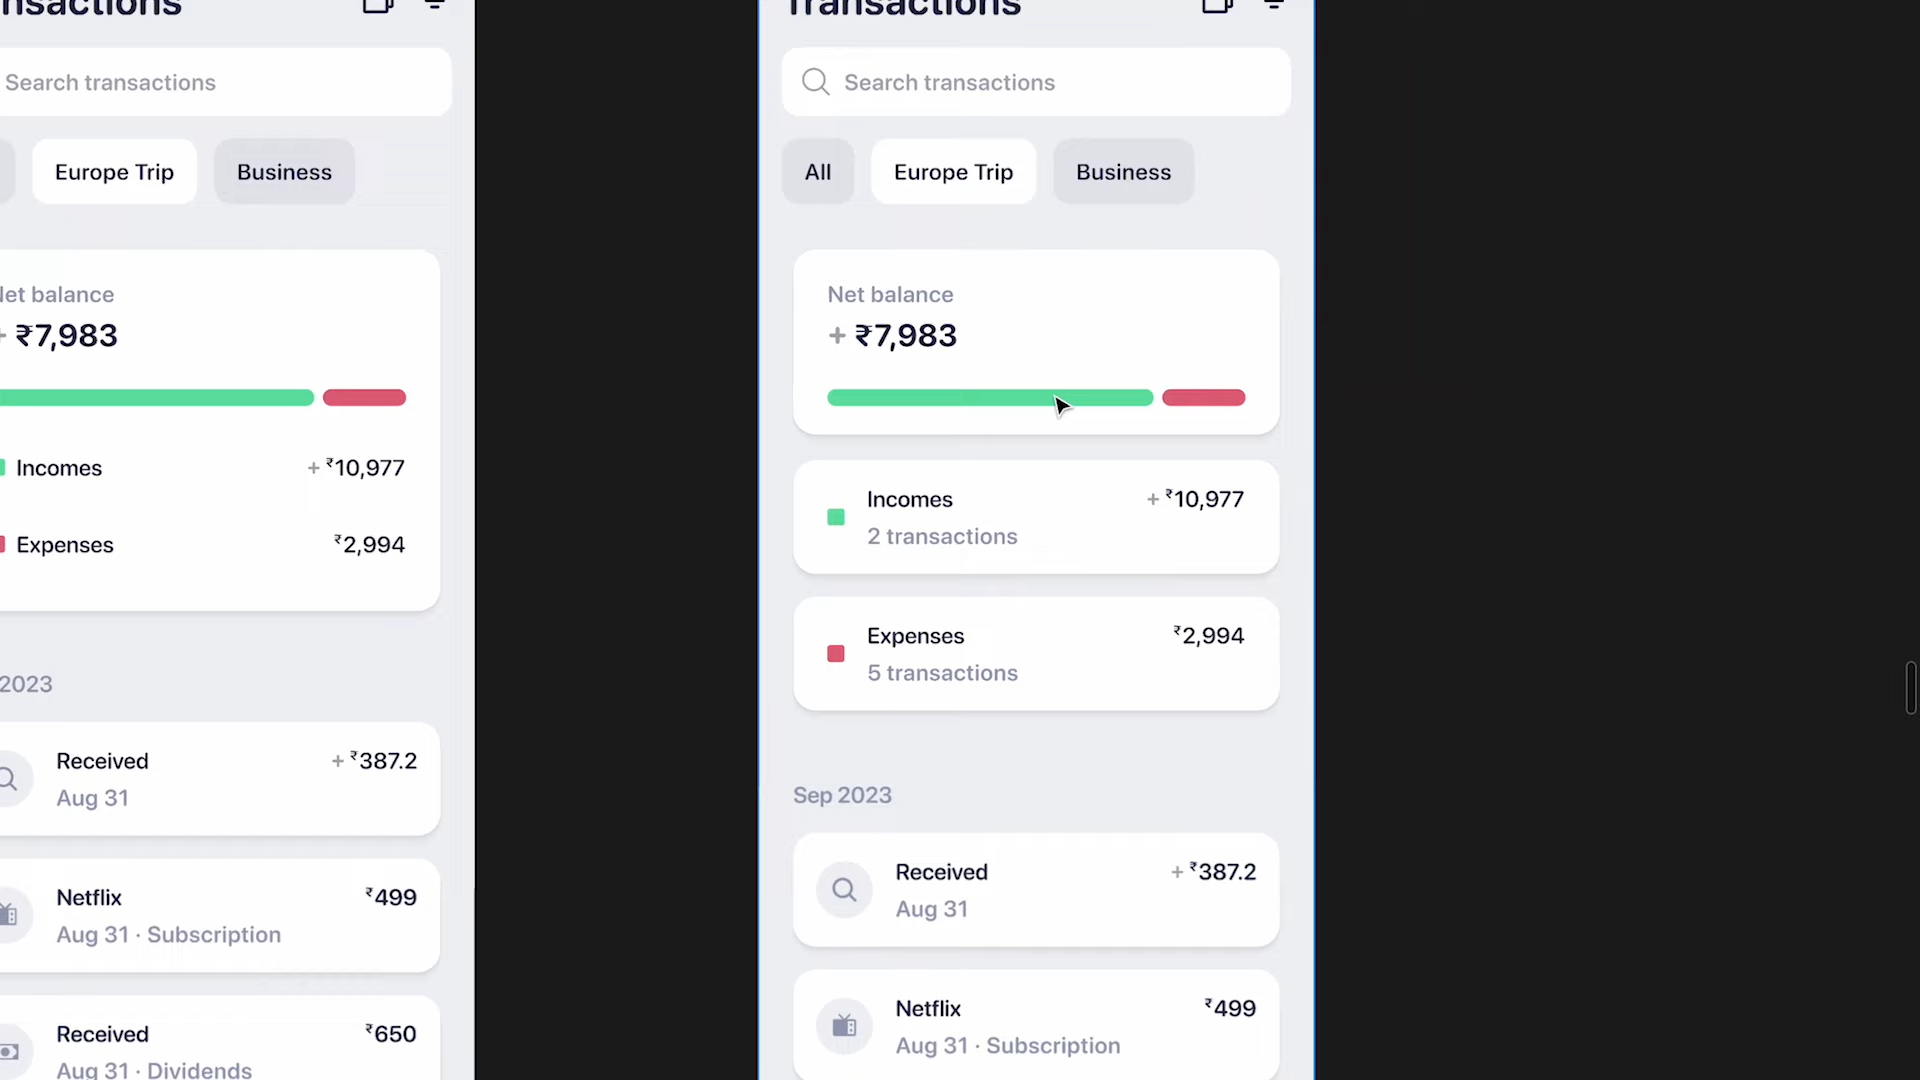 nsactions
Search transactions
Europe Trip
Business
Net balance
+ ₹7,983
Incomes
+ ₹10,977
Expenses
₹2,994
2023
Received
+ ₹387.2
Aug 31
Netflix
₹499
Aug 31 · Subscription
Received
₹650
Aug 31 · Dividends
Transactions
Search transactions
All
Europe Trip
Business
Net balance
+ ₹7,983
Incomes
+ ₹10,977
2 transactions
Expenses
₹2,994
5 transactions
Sep 2023
Received
+ ₹387.2
Aug 31
Netflix
₹499
Aug 31 · Subscription